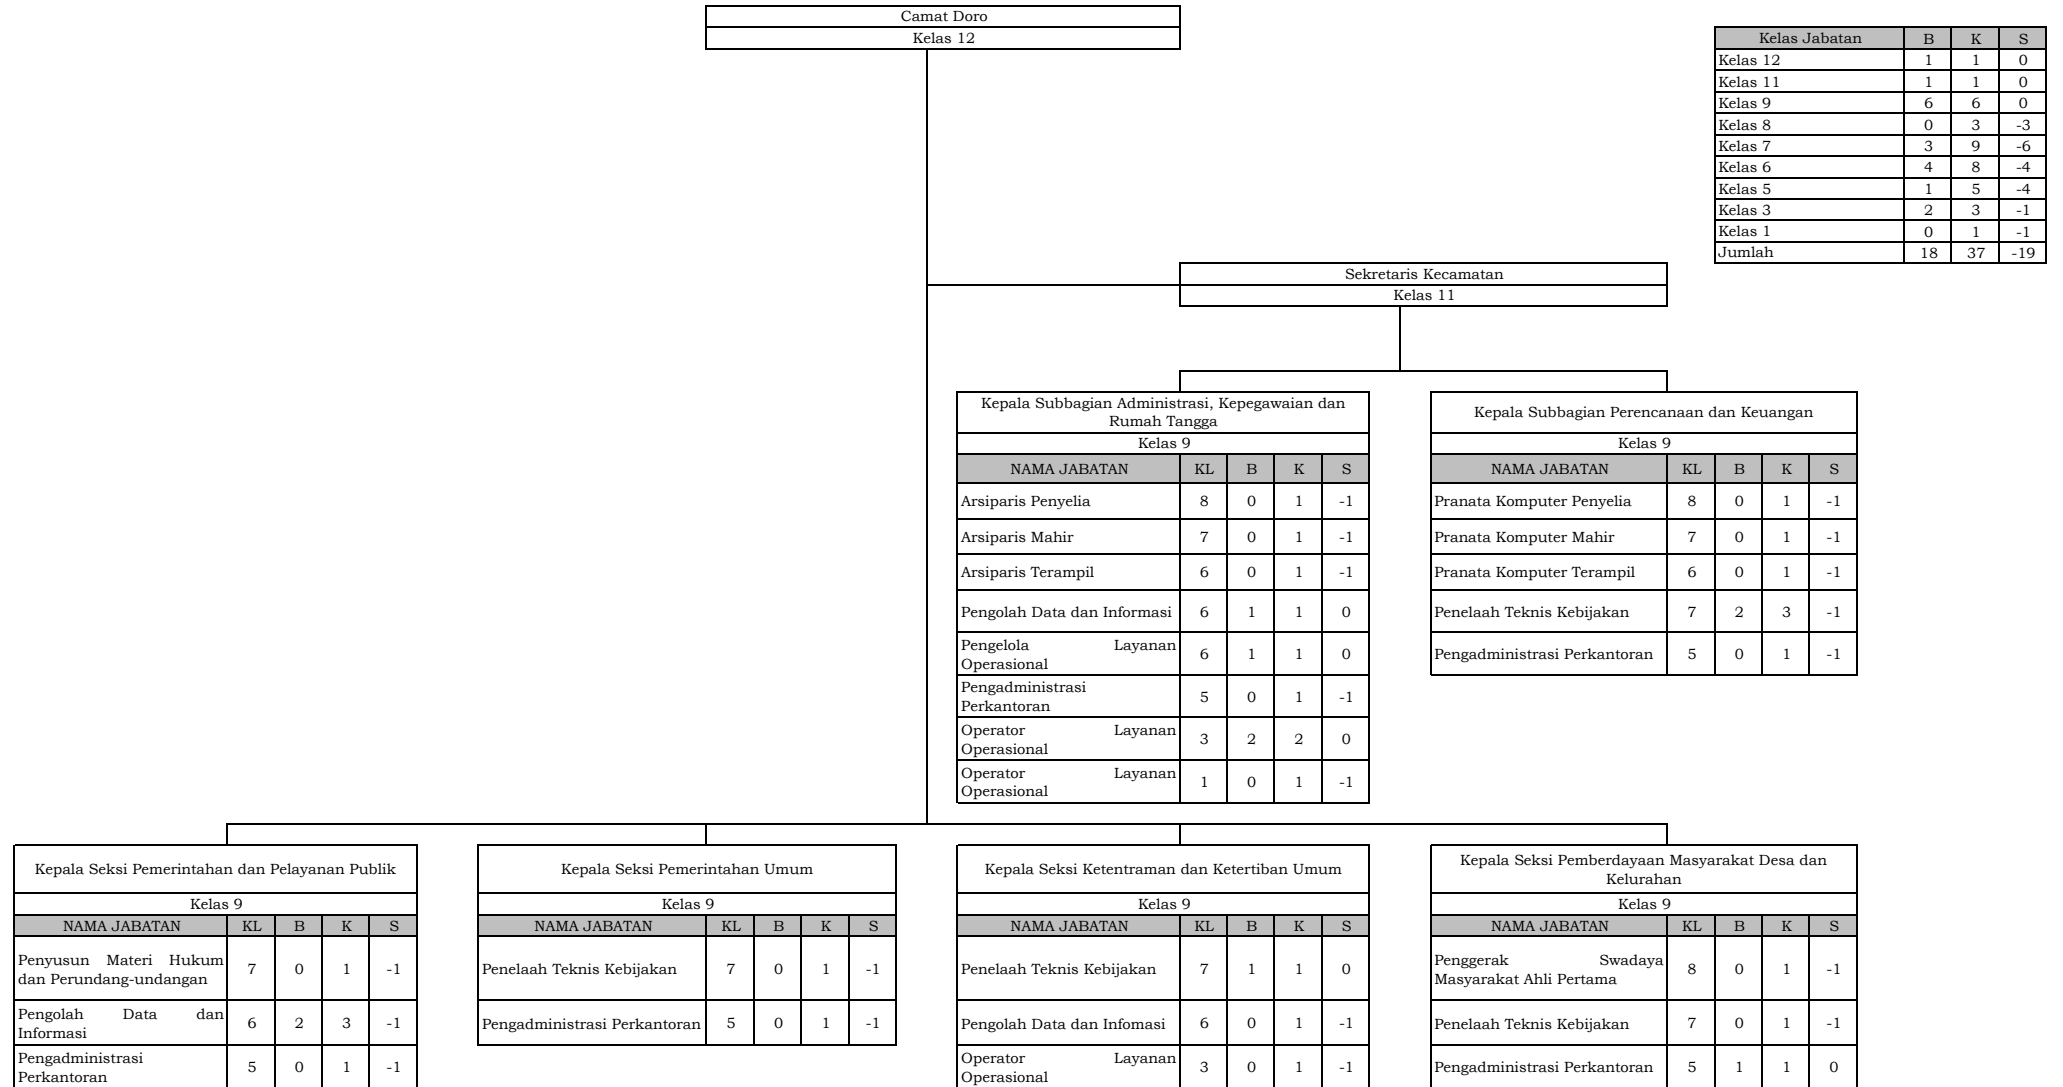 Camat Doro
Kelas 12
Kelas Jabatan B K S
Kelas 12 1 1 0
Kelas 11 1 1 0
Kelas 9 6 6 0
Kelas 8 0 3 -3
Kelas 7 3 9 -6
Kelas 6 4 8 -4
Kelas 5 1 5 -4
Kelas 3 2 3 -1
Kelas 1 0 1 -1
Jumlah 18 37 -19
Sekretaris Kecamatan
Kelas 11
Kepala Subbagian Administrasi, Kepegawaian dan
Rumah Tangga
Kelas 9
NAMA JABATAN KL B K S
Arsiparis Penyelia 8 0 1 -1
Arsiparis Mahir 7 0 1 -1
Arsiparis Terampil 6 0 1 -1
Pengolah Data dan Informasi 6 1 1 0
Pengelola Layanan
Operasional 6 1 1 0
Pengadministrasi
Perkantoran 5 0 1 -1
Operator Layanan
Operasional 3 2 2 0
Operator Layanan
Operasional 1 0 1 -1
Kepala Subbagian Perencanaan dan Keuangan
Kelas 9
NAMA JABATAN KL B K S
Pranata Komputer Penyelia 8 0 1 -1
Pranata Komputer Mahir 7 0 1 -1
Pranata Komputer Terampil 6 0 1 -1
Penelaah Teknis Kebijakan 7 2 3 -1
Pengadministrasi Perkantoran 5 0 1 -1
Kepala Seksi Pemerintahan dan Pelayanan Publik
Kelas 9
NAMA JABATAN KL B K S
Penyusun Materi Hukum
dan Perundang-undangan 7 0 1 -1
Pengolah Data dan
Informasi 6 2 3 -1
Pengadministrasi
Perkantoran 5 0 1 -1
Kepala Seksi Pemerintahan Umum
Kelas 9
NAMA JABATAN KL B K S
Penelaah Teknis Kebijakan 7 0 1 -1
Pengadministrasi Perkantoran 5 0 1 -1
Kepala Seksi Ketentraman dan Ketertiban Umum
Kelas 9
NAMA JABATAN KL B K S
Penelaah Teknis Kebijakan 7 1 1 0
Pengolah Data dan Infomasi 6 0 1 -1
Operator Layanan
Operasional 3 0 1 -1
Kepala Seksi Pemberdayaan Masyarakat Desa dan
Kelurahan
Kelas 9
NAMA JABATAN KL B K S
Penggerak Swadaya
Masyarakat Ahli Pertama 8 0 1 -1
Penelaah Teknis Kebijakan 7 0 1 -1
Pengadministrasi Perkantoran 5 1 1 0